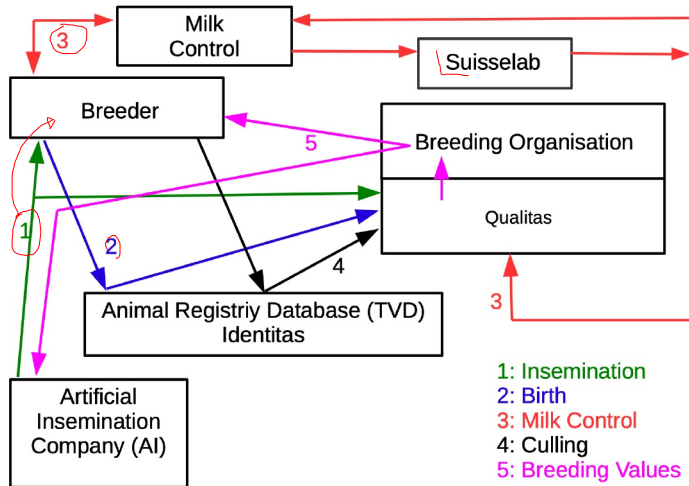 Milk
Control
3
Suisselab
Breeder
Breeding Organisation
5
1
Qualitas
2
4
Animal Registriy Database (TVD)
Identitas
3
Artificial
Insemination
Company (AI)
1: Insemination
2: Birth
3: Milk Control
4: Culling
5: Breeding Values